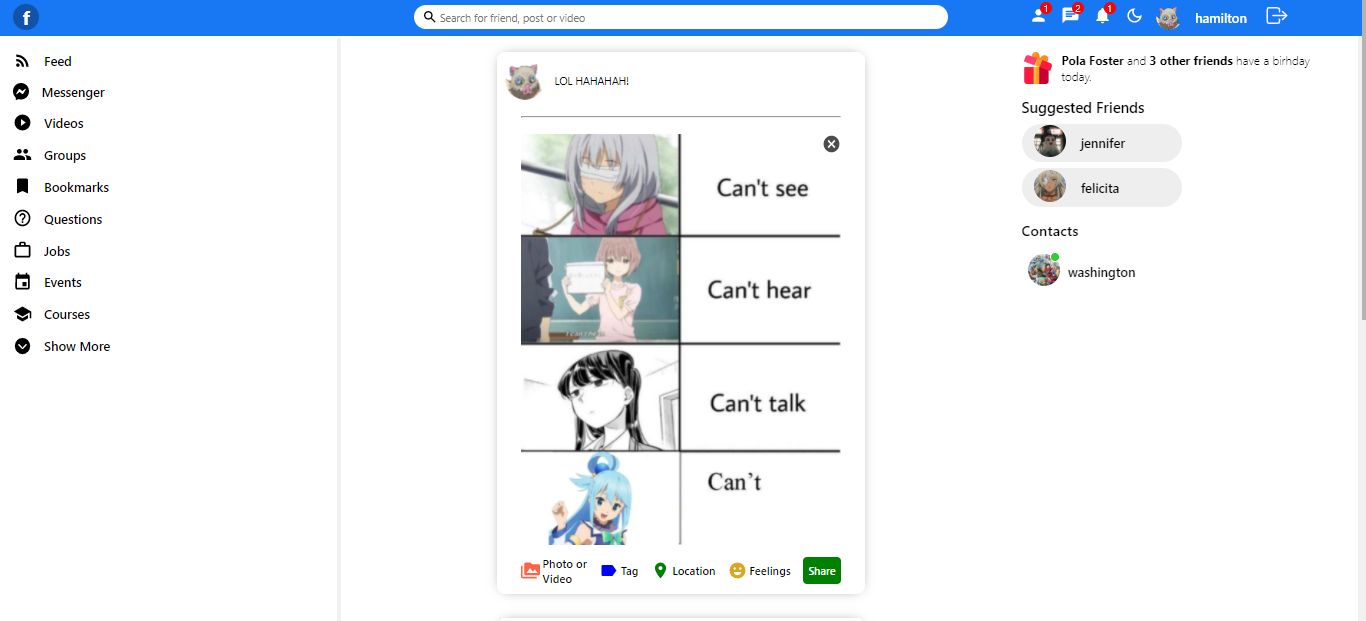 f
Search for friend, post or video
1
2
1
hamilton
Feed
Messenger
Videos
Groups
Bookmarks
Questions
Jobs
Events
Courses
Show More
LOL HAHAHAH!
Can't see
Can't hear
Can't talk
Can't
Photo or
Video
Tag
Location
Feelings
Share
Pola Foster and 3 other friends have a birhday
today.
Suggested Friends
jennifer
felicita
Contacts
washington